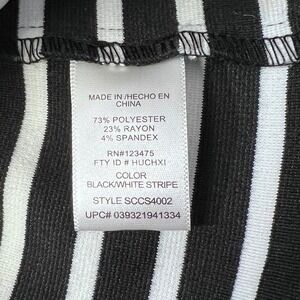 MADE IN /HECHO EN
CHINA
73% POLYESTER
23% RAYON
4% SPANDEX
RN#123475
FTY ID # HUCHXI
COLOR
BLACK/WHITE STRIPE
STYLE SCCS4002
UPC# 039321941334